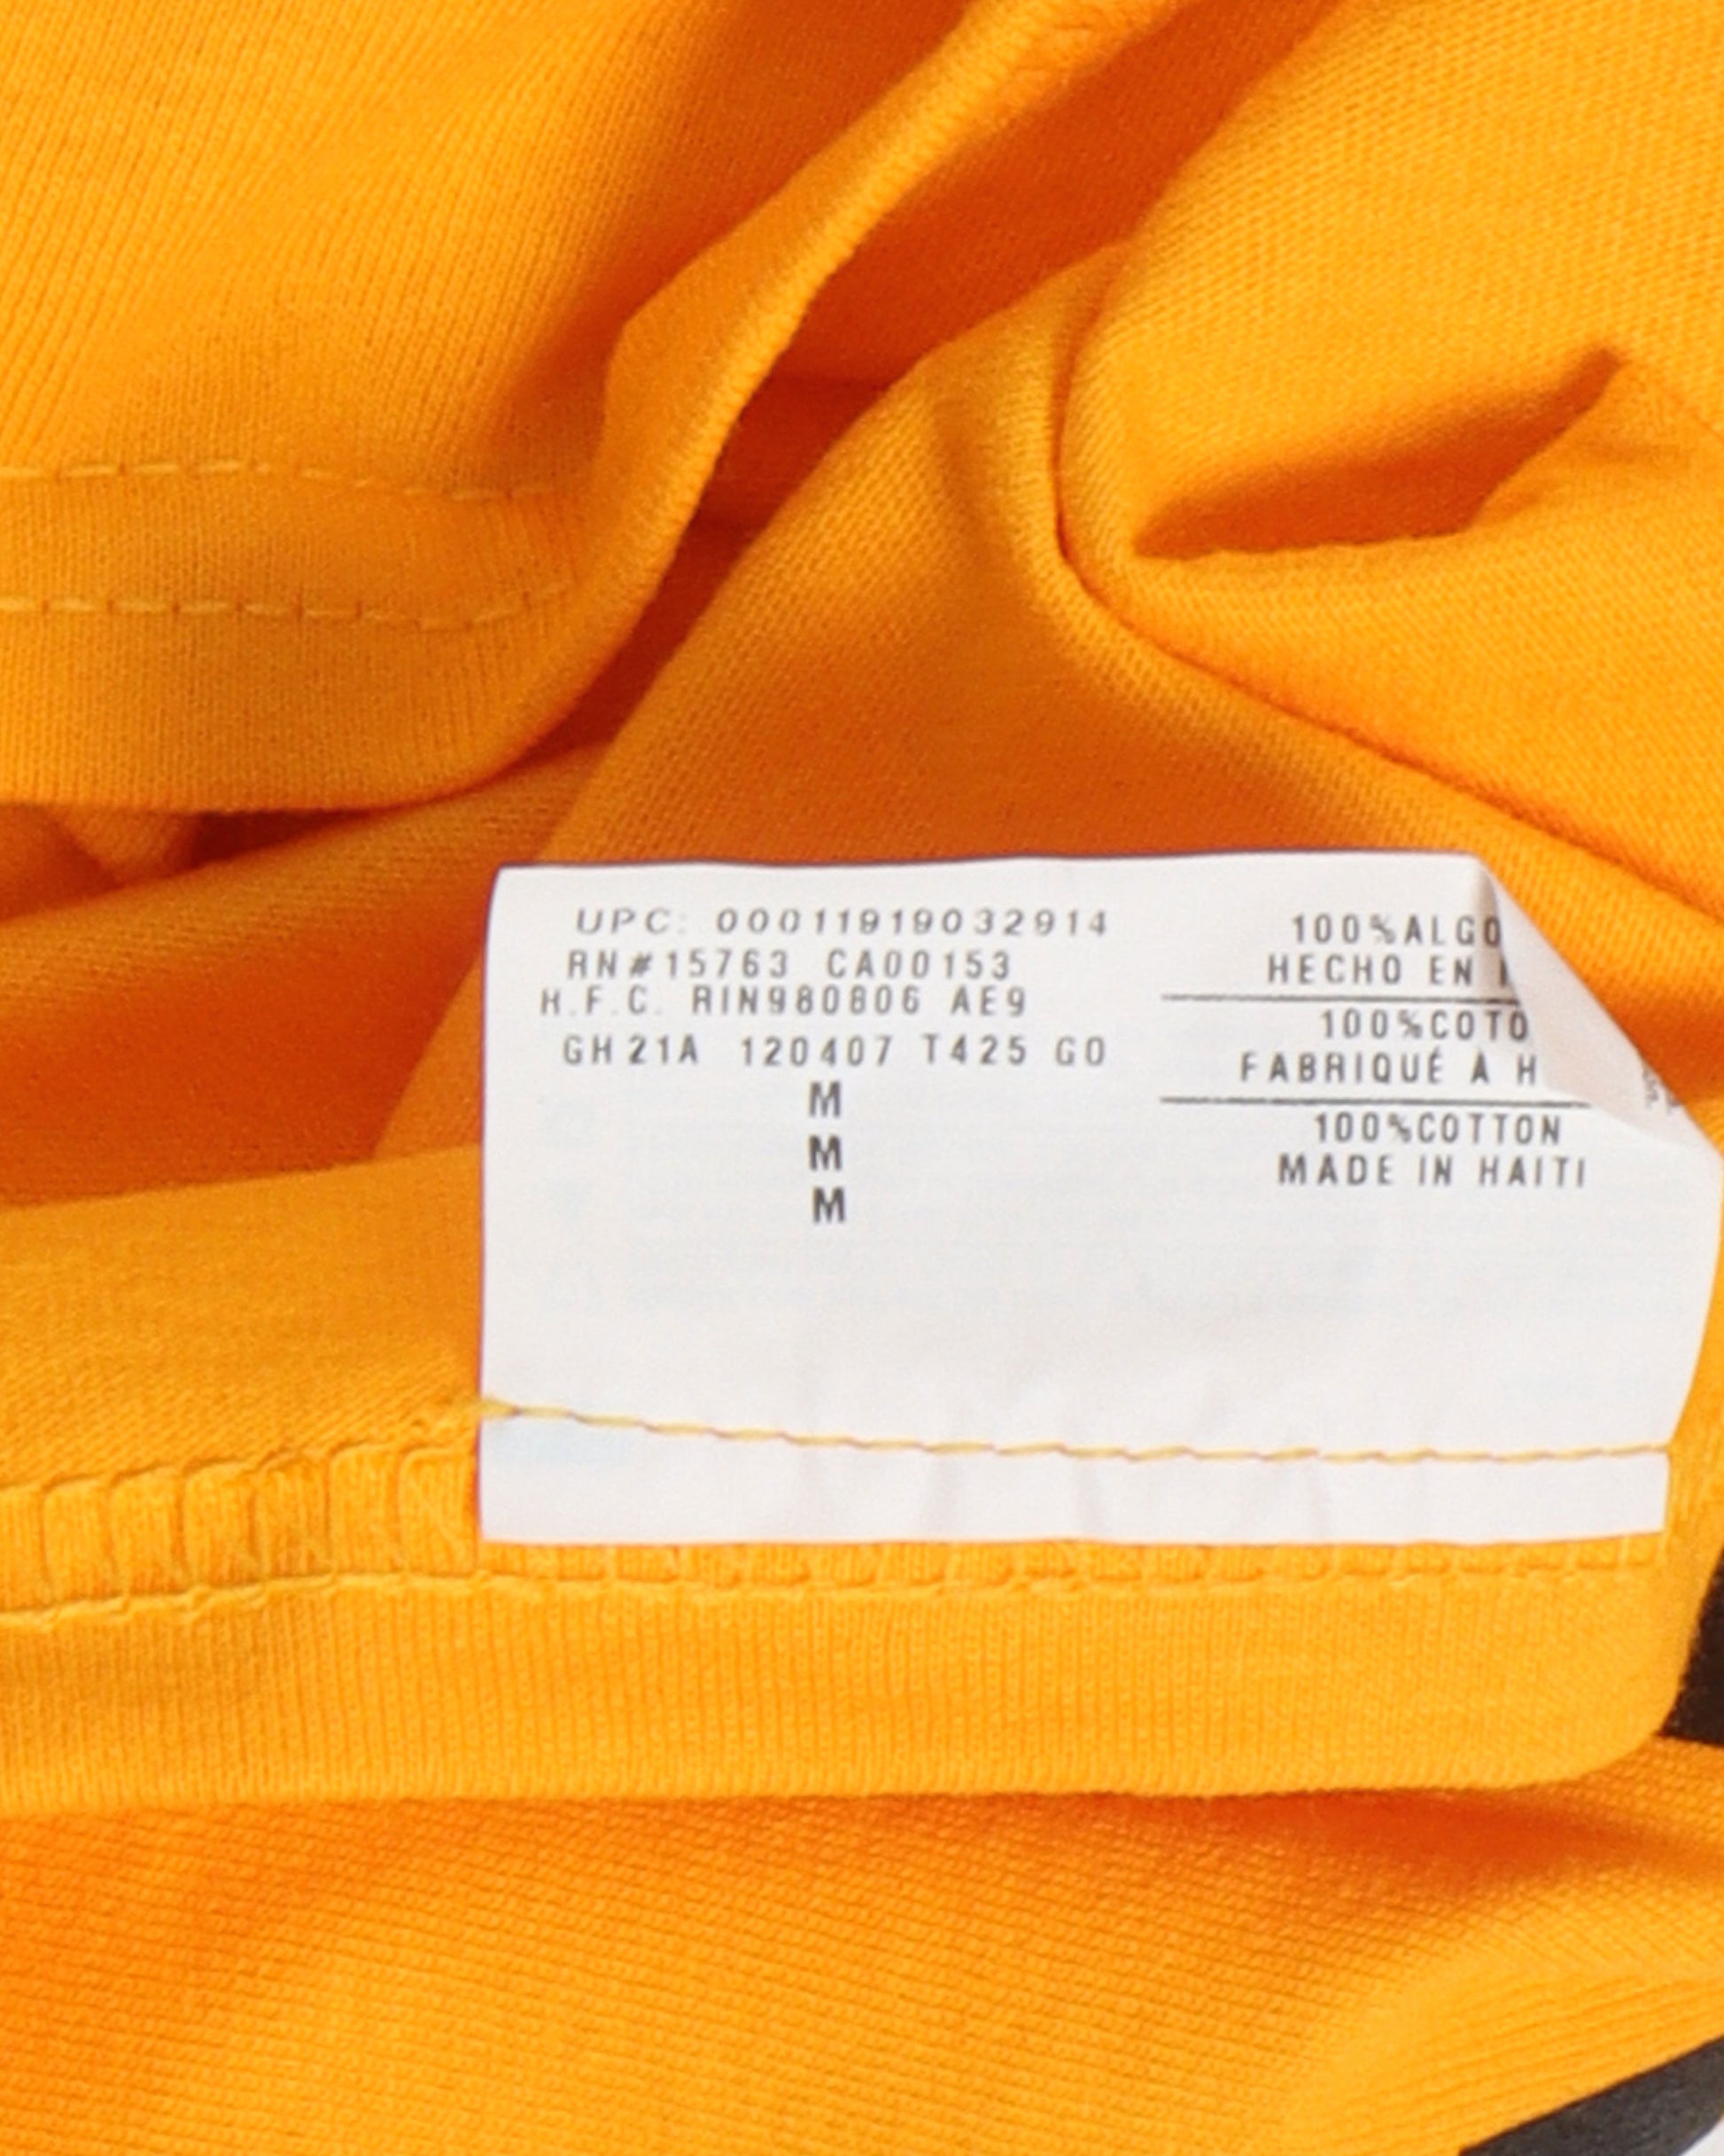 UPC: 00011919032914
RN#15763 CA00153
H.F.C. RIN980806 AE9
GH21A 120407 T425 GO
M
M
M
100%ALGO
HECHO EN
100%COTO
FABRIQUÉ À H
100%COTTON
MADE IN HAITI